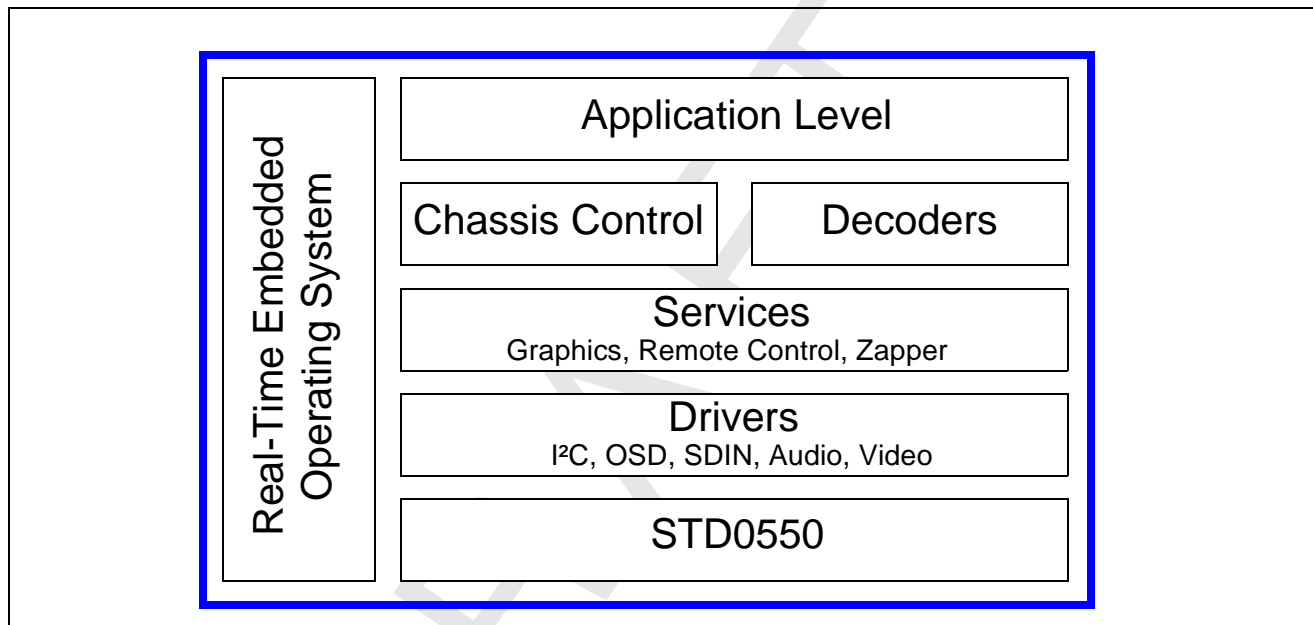 Real-Time Embedded
Operating System
Application Level
Chassis Control
Decoders
Services
Graphics, Remote Control, Zapper
Drivers
I²C, OSD, SDIN, Audio, Video
STD0550